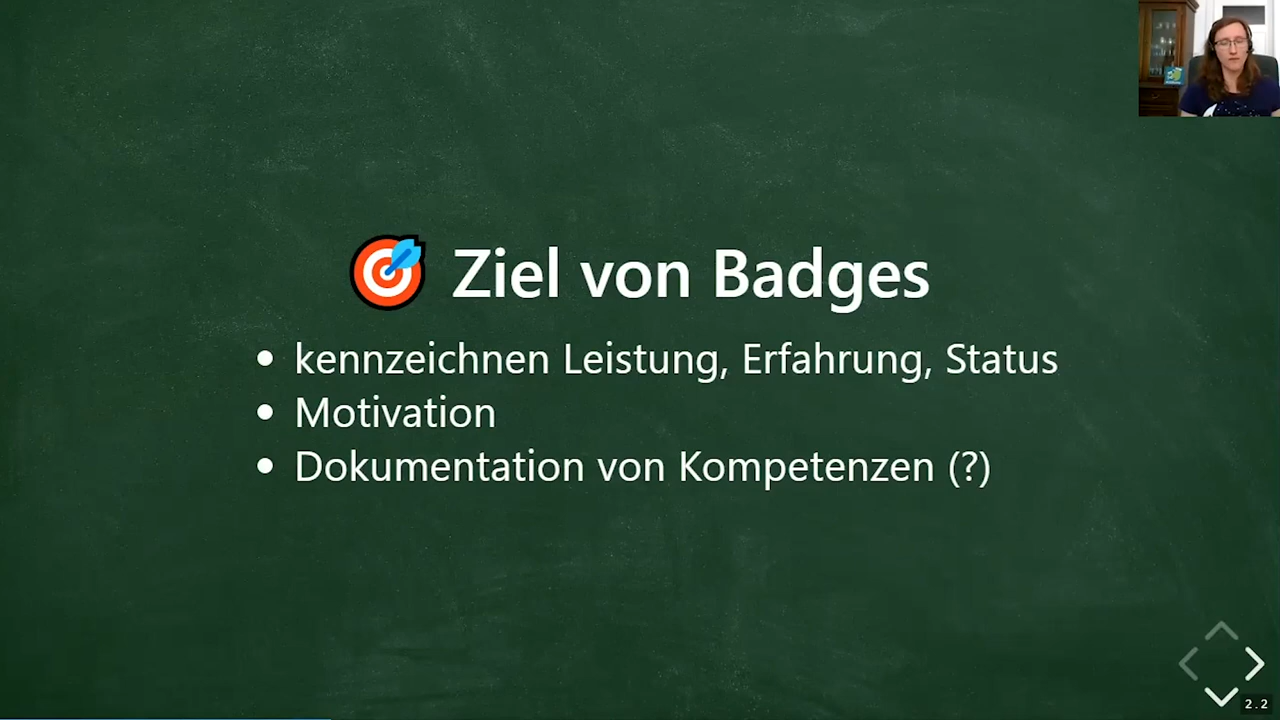 🎯 Ziel von Badges
• kennzeichnen Leistung, Erfahrung, Status
• Motivation
• Dokumentation von Kompetenzen (?)
2.2